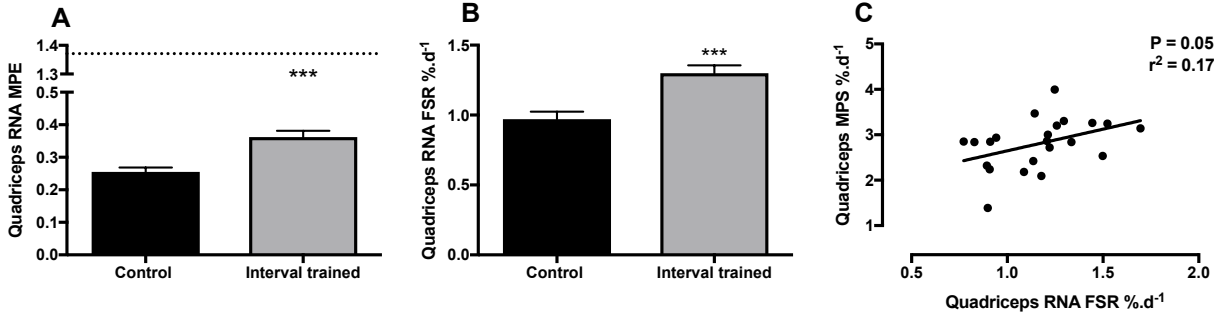 A
Quadriceps RNA MPE
1.4
1.3
0.5
0.4
0.3
0.2
0.1
0.0
***
Control
Interval trained
B
Quadriceps RNA FSR %.d-1
1.5
1.0
0.5
0.0
***
Control
Interval trained
C
Quadriceps MPS %.d-1
5
4
3
2
1
P = 0.05
r2 = 0.17
0.5
1.0
1.5
2.0
Quadriceps RNA FSR %.d-1